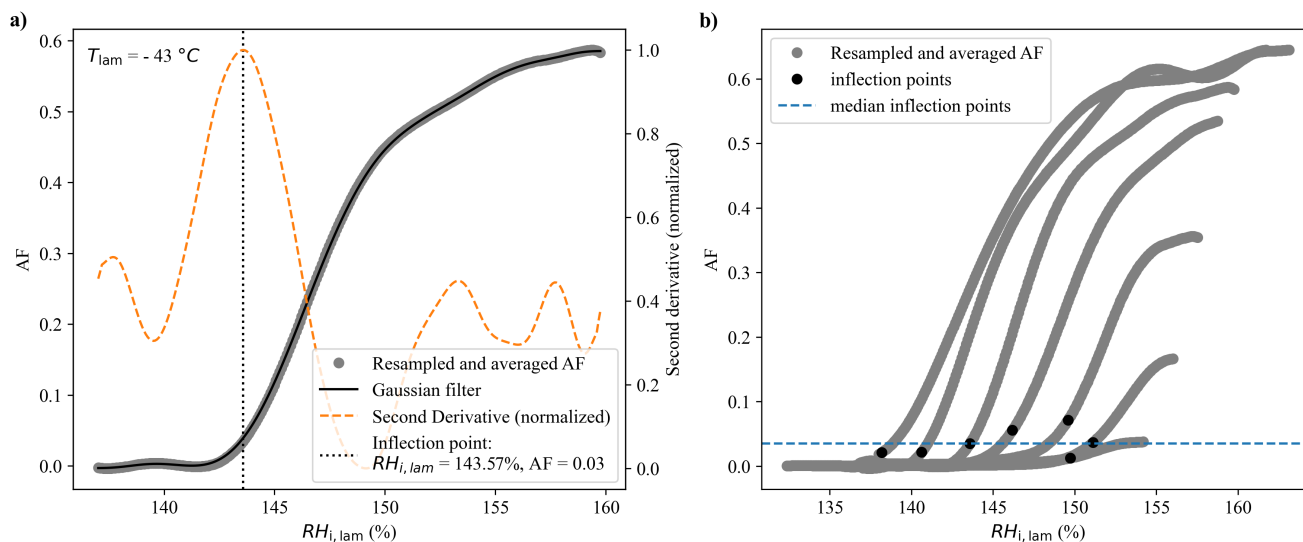 a)
T_lam = - 43 °C
AF
0.6
0.5
0.4
0.3
0.2
0.1
0.0
140
145
150
155
160
RH_i, lam (%)
1.0
0.8
0.6
0.4
0.2
0.0
Second derivative (normalized)
Resampled and averaged AF
Gaussian filter
Second Derivative (normalized)
Inflection point:
RH_i, lam = 143.57%, AF = 0.03
b)
Resampled and averaged AF
inflection points
median inflection points
AF
0.6
0.5
0.4
0.3
0.2
0.1
0.0
135
140
145
150
155
160
RH_i, lam (%)